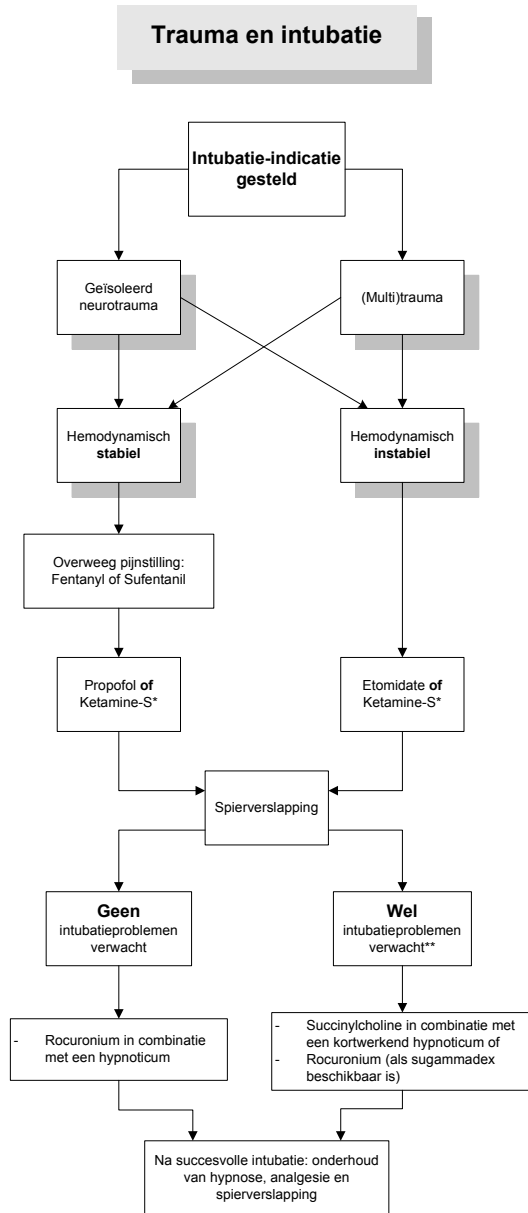 Trauma en intubatie
Intubatie-indicatie
gesteld
Geïsoleerd
neurotrauma
(Multi)trauma
Hemodynamisch
stabiel
Hemodynamisch
instabiel
Overweeg pijnstilling:
Fentanyl of Sufentanil
Propofol of
Ketamine-S*
Etomidate of
Ketamine-S*
Spierverslapping
Geen
intubatieproblemen
verwacht
Wel
intubatieproblemen
verwacht**
- Rocuronium in combinatie
met een hypnoticum
- Succinylcholine in combinatie met
een kortwerkend hypnoticum of
- Rocuronium (als sugammadex
beschikbaar is)
Na succesvolle intubatie: onderhoud
van hypnose, analgesie en
spierverslapping